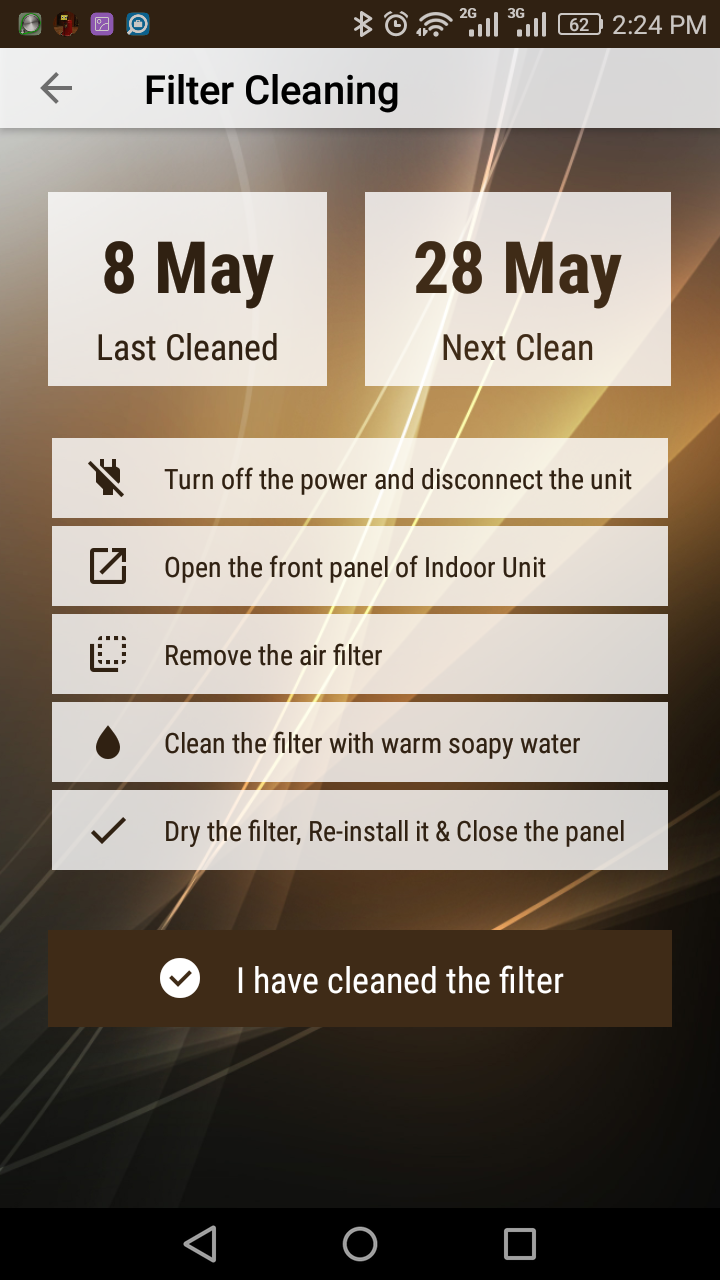 2G 3G 62 2:24 PM
Filter Cleaning
8 May
Last Cleaned
28 May
Next Clean
Turn off the power and disconnect the unit
Open the front panel of Indoor Unit
Remove the air filter
Clean the filter with warm soapy water
Dry the filter, Re-install it & Close the panel
I have cleaned the filter